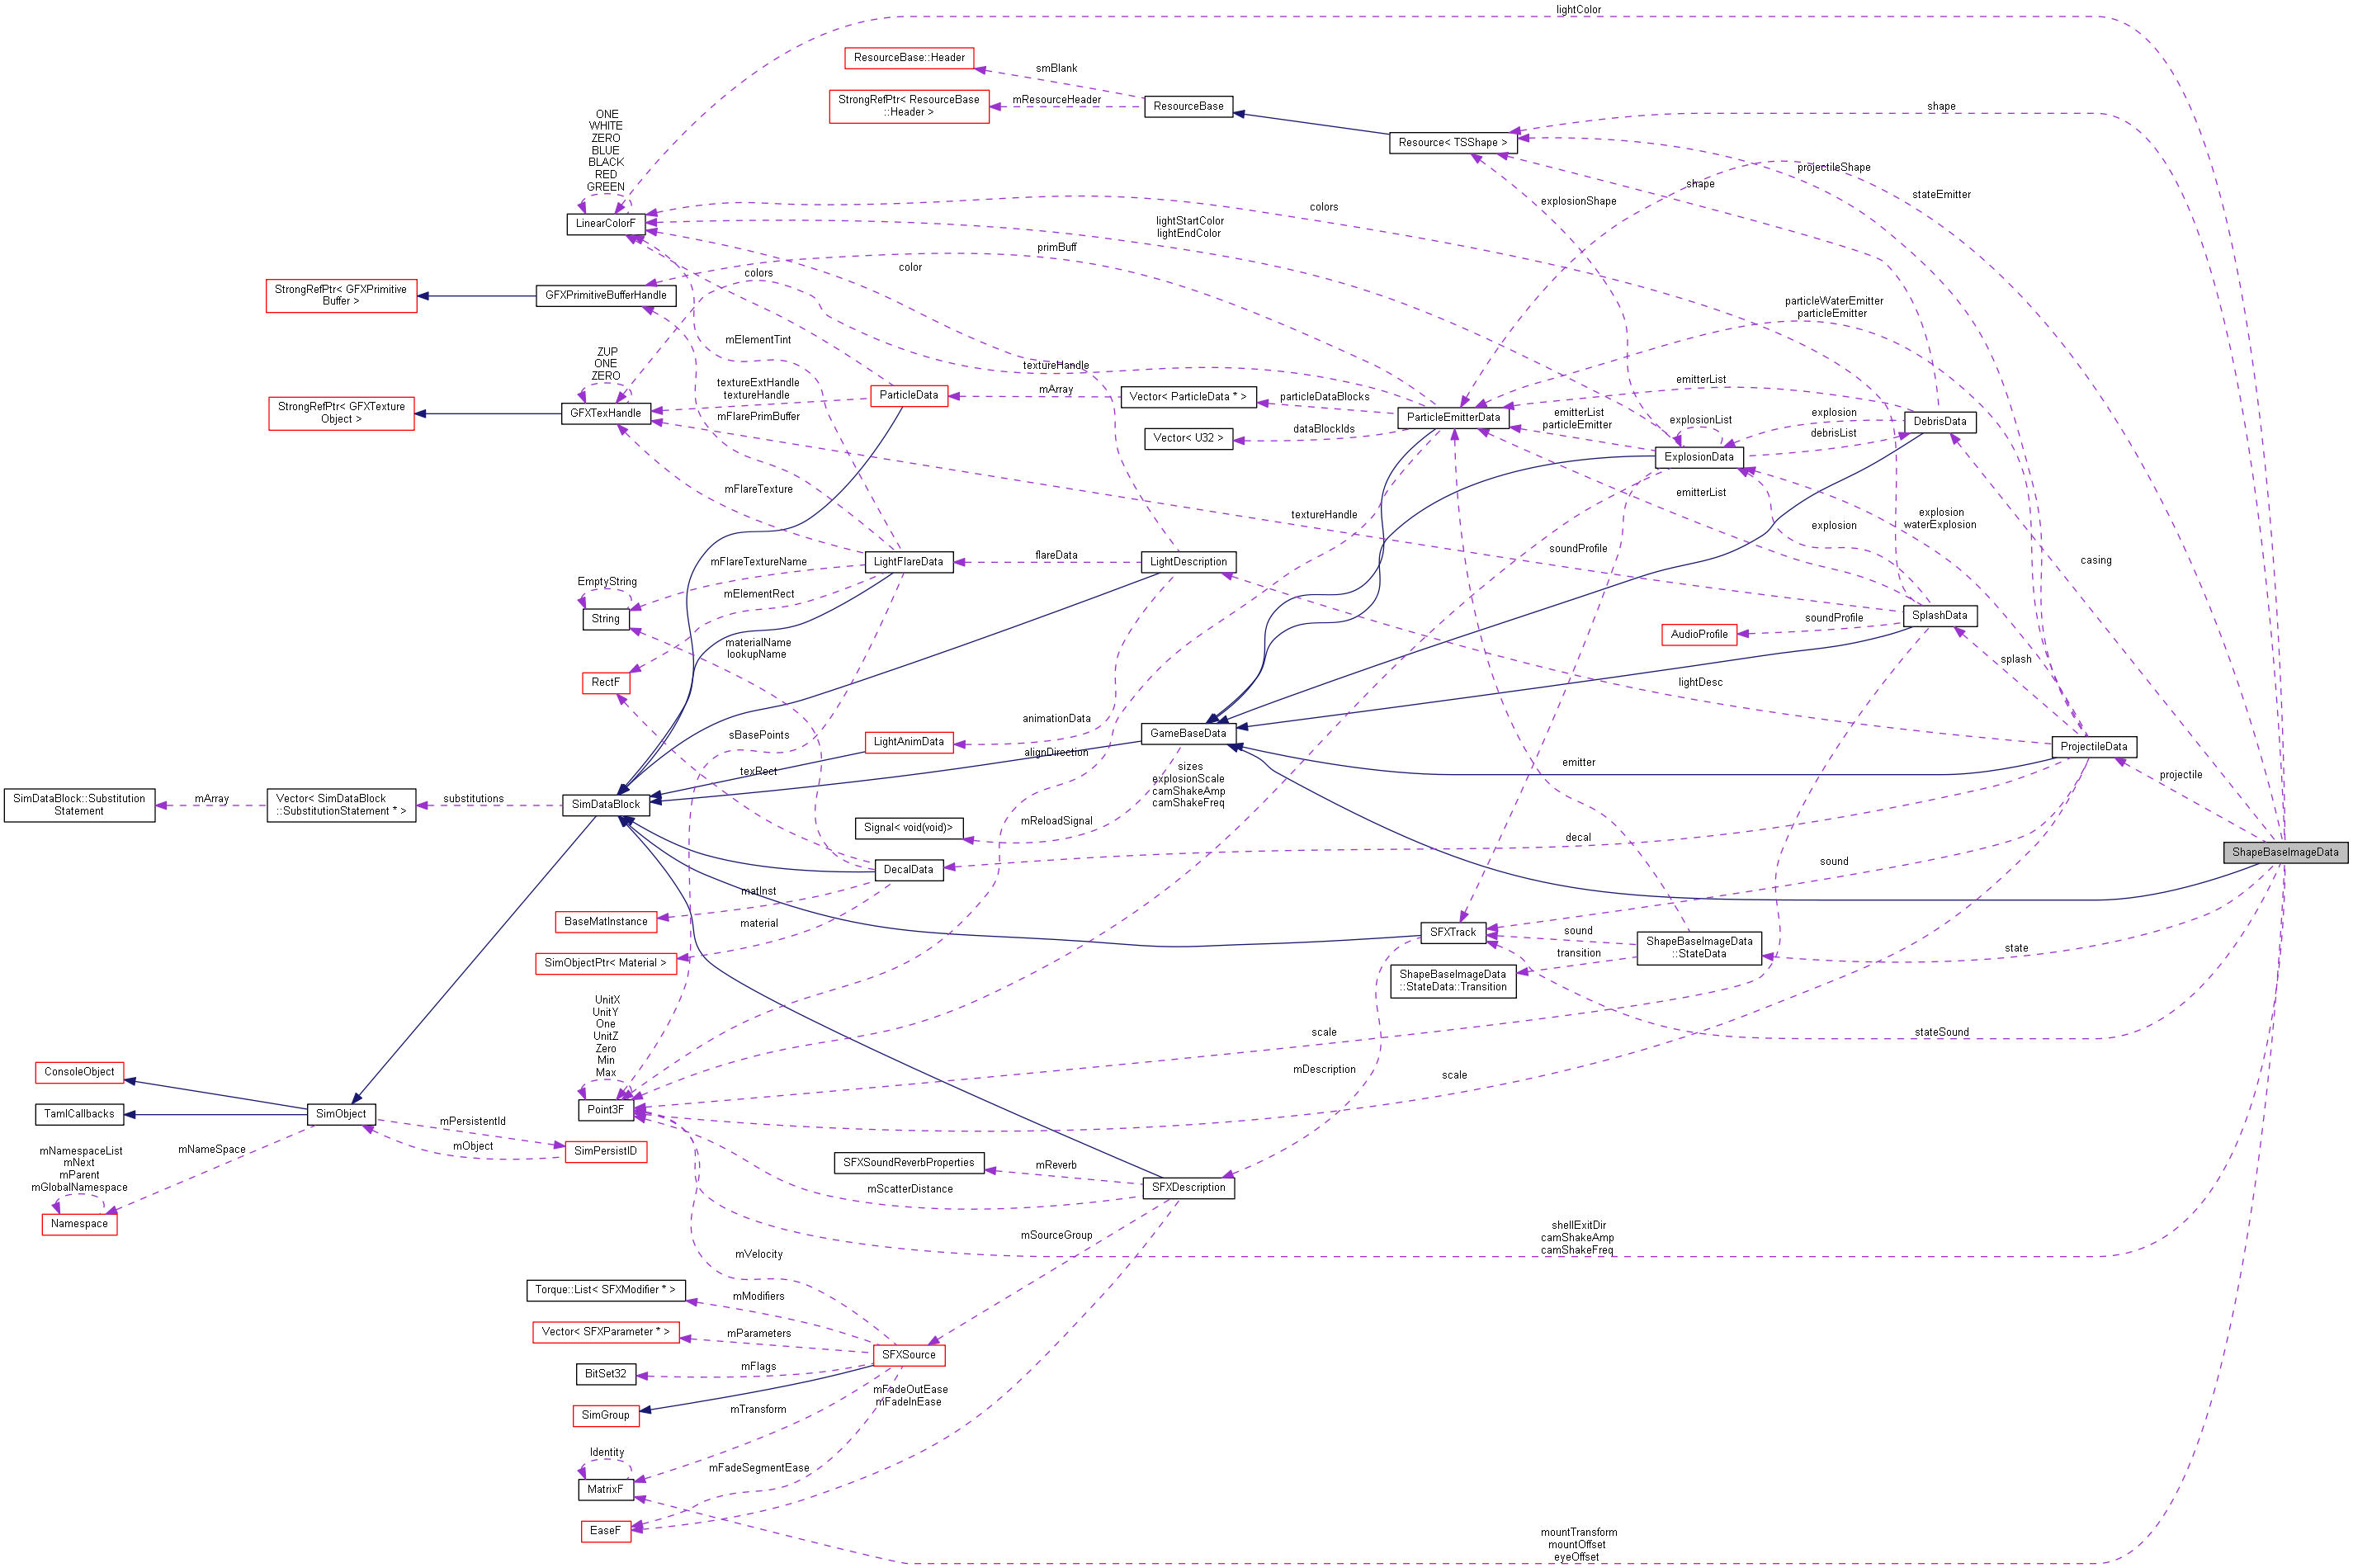 lightColor
ResourceBase::Header
smBlank
StrongRefPtr< ResourceBase
::Header >
mResourceHeader
ResourceBase
shape
Resource< TSShape >
ONE
WHITE
ZERO
BLUE
BLACK
RED
GREEN
LinearColorF
explosionShape
shape
projectileShape
stateEmitter
colors
lightStartColor
lightEndColor
primBuff
color
colors
StrongRefPtr< GFXPrimitive
Buffer >
GFXPrimitiveBufferHandle
particleWaterEmitter
particleEmitter
mElementTint
ZUP
ONE
ZERO
textureHandle
textureExtHandle
textureHandle
ParticleData
mArray
Vector< ParticleData * >
particleDataBlocks
emitterList
StrongRefPtr< GFXTexture
Object >
GFXTexHandle
mFlarePrimBuffer
ParticleEmitterData
emitterList
particleEmitter
explosionList
explosion
DebrisData
Vector< U32 >
dataBlockIds
debrisList
ExplosionData
mFlareTexture
emitterList
textureHandle
explosion
explosion
waterExplosion
soundProfile
casing
mFlareTextureName
LightFlareData
flareData
LightDescription
EmptyString
String
mElementRect
SplashData
AudioProfile
soundProfile
materialName
lookupName
splash
RectF
lightDesc
animationData
sBasePoints
LightAnimData
alignDirection
GameBaseData
emitter
ProjectileData
texRect
sizes
explosionScale
camShakeAmp
camShakeFreq
projectile
SimDataBlock::Substitution
Statement
mArray
Vector< SimDataBlock
::SubstitutionStatement * >
substitutions
SimDataBlock
Signal< void(void)>
mReloadSignal
decal
ShapeBaseImageData
DecalData
sound
matInst
BaseMatInstance
material
SFXTrack
sound
ShapeBaseImageData
::StateData
state
transition
SimObjectPtr< Material >
ShapeBaseImageData
::StateData::Transition
UnitX
UnitY
One
UnitZ
Zero
Min
Max
Point3F
scale
stateSound
ConsoleObject
mDescription
scale
TamlCallbacks
SimObject
mPersistentId
mObject
SimPersistID
mNameSpace
mNamespaceList
mNext
mParent
mGlobalNamespace
Namespace
SFXSoundReverbProperties
mReverb
SFXDescription
mScatterDistance
mSourceGroup
shellExitDir
camShakeAmp
camShakeFreq
mVelocity
Torque::List< SFXModifier * >
mModifiers
Vector< SFXParameter * >
mParameters
SFXSource
BitSet32
mFlags
mFadeOutEase
mFadeInEase
SimGroup
mTransform
Identity
mFadeSegmentEase
MatrixF
EaseF
mountTransform
mountOffset
eyeOffset